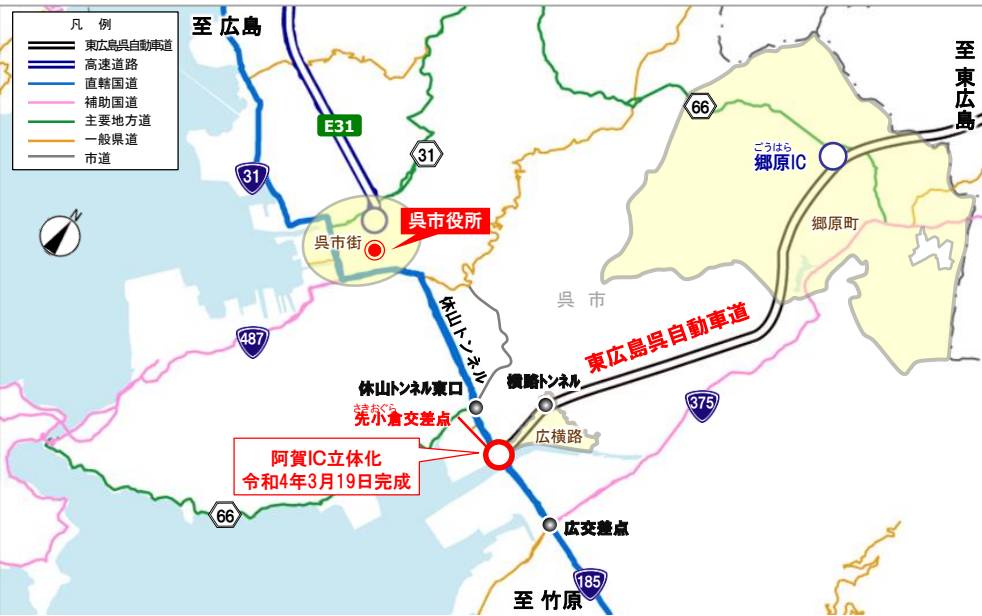 凡 例
東広島呉自動車道
高速道路
直轄国道
補助国道
主要地方道
一般県道
市道
至 広島
至 東広島
E31
31
31
66
N
ごうはら
郷原IC
呉市役所
呉市街
郷原町
呉 市
487
休山トンネル
東広島呉自動車道
休山トンネル東口
横路トンネル
375
さきおぐら
先小倉交差点
広横路
阿賀IC立体化
令和4年3月19日完成
66
広交差点
185
至 竹原